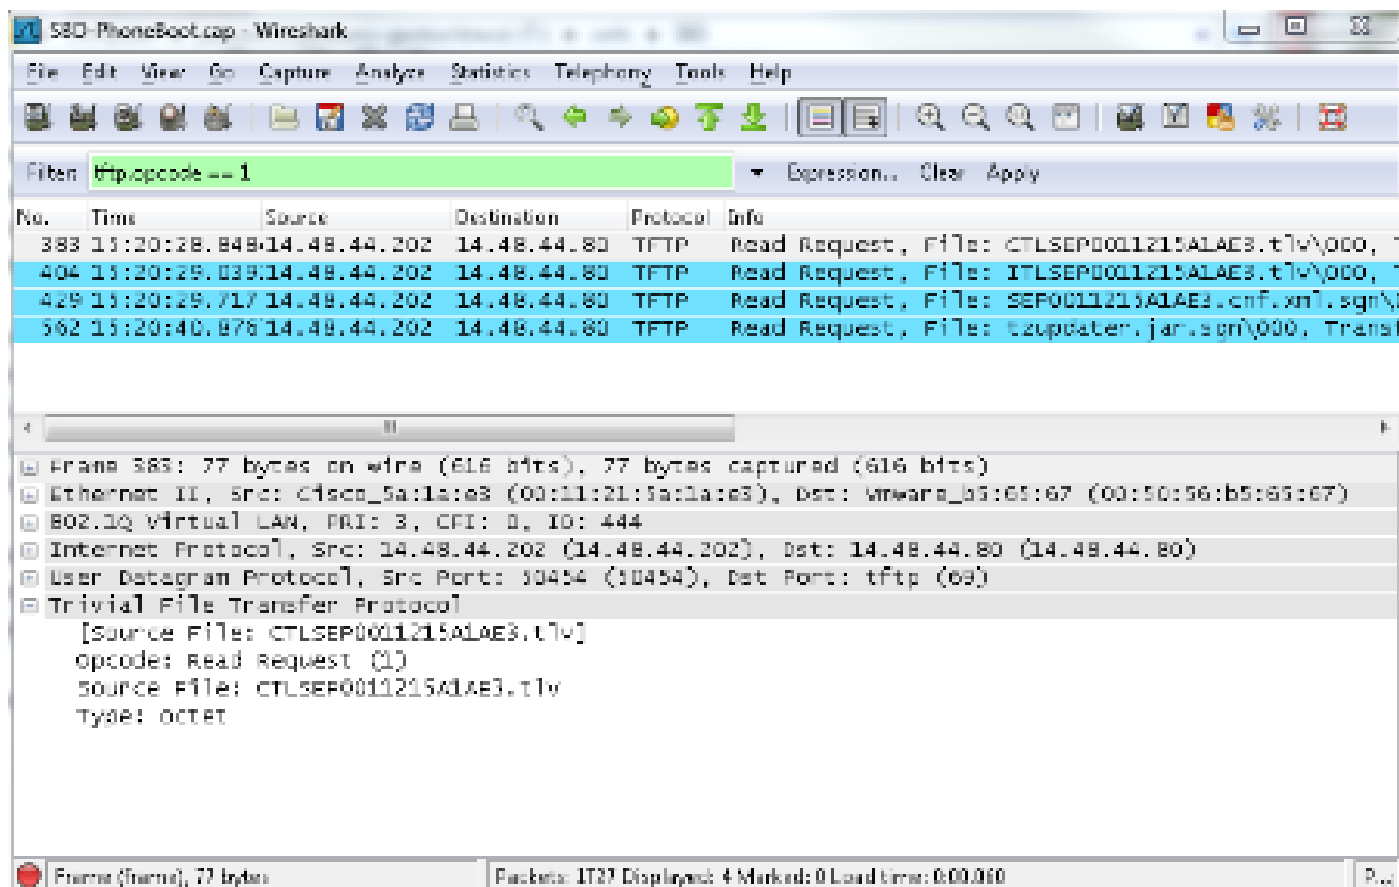 SBD-PhoneBoot.cap - Wireshark
File Edit View Go Capture Analyze Statistics Telephony Tools Help
Filter: tftp.opcode == 1 Expression... Clear Apply
No. Time Source Destination Protocol Info
383 15:20:28.848 14.48.44.202 14.48.44.80 TFTP Read Request, File: CTLSEP0011215A1AE3.tlv\000, T
404 15:20:29.039 14.48.44.202 14.48.44.80 TFTP Read Request, File: ITLSEP0011215A1AE3.tlv\000, T
429 15:20:29.717 14.48.44.202 14.48.44.80 TFTP Read Request, File: SEP0011215A1AE3.cnf.xml.sgn\
562 15:20:40.876 14.48.44.202 14.48.44.80 TFTP Read Request, File: tzupdater.jar.sgn\000, Transf
Frame 383: 77 bytes on wire (616 bits), 77 bytes captured (616 bits)
Ethernet II, Src: Cisco_5a:1a:e3 (00:11:21:5a:1a:e3), Dst: Vmware_b5:65:67 (00:50:56:b5:65:67)
802.1Q Virtual LAN, PRI: 3, CFI: 0, ID: 444
Internet Protocol, Src: 14.48.44.202 (14.48.44.202), Dst: 14.48.44.80 (14.48.44.80)
User Datagram Protocol, Src Port: 50454 (50454), Dst Port: tftp (69)
Trivial File Transfer Protocol
[Source File: CTLSEP0011215A1AE3.tlv]
Opcode: Read Request (1)
Source File: CTLSEP0011215A1AE3.tlv
Type: octet
Frame (frame), 77 bytes Packets: 1727 Displayed: 4 Marked: 0 Load time: 0:00.060 P...